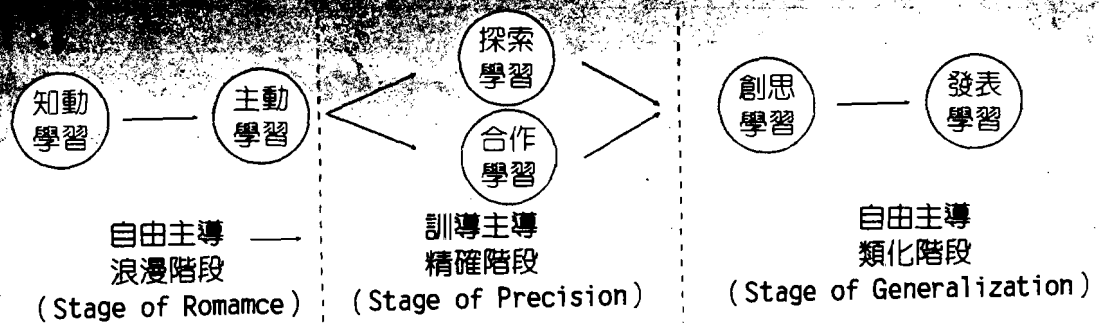 知動
學習
主動
學習
自由主導
浪漫階段
(Stage of Romamce)
探索
學習
合作
學習
訓導主導
精確階段
(Stage of Precision)
創思
學習
發表
學習
自由主導
類化階段
(Stage of Generalization)